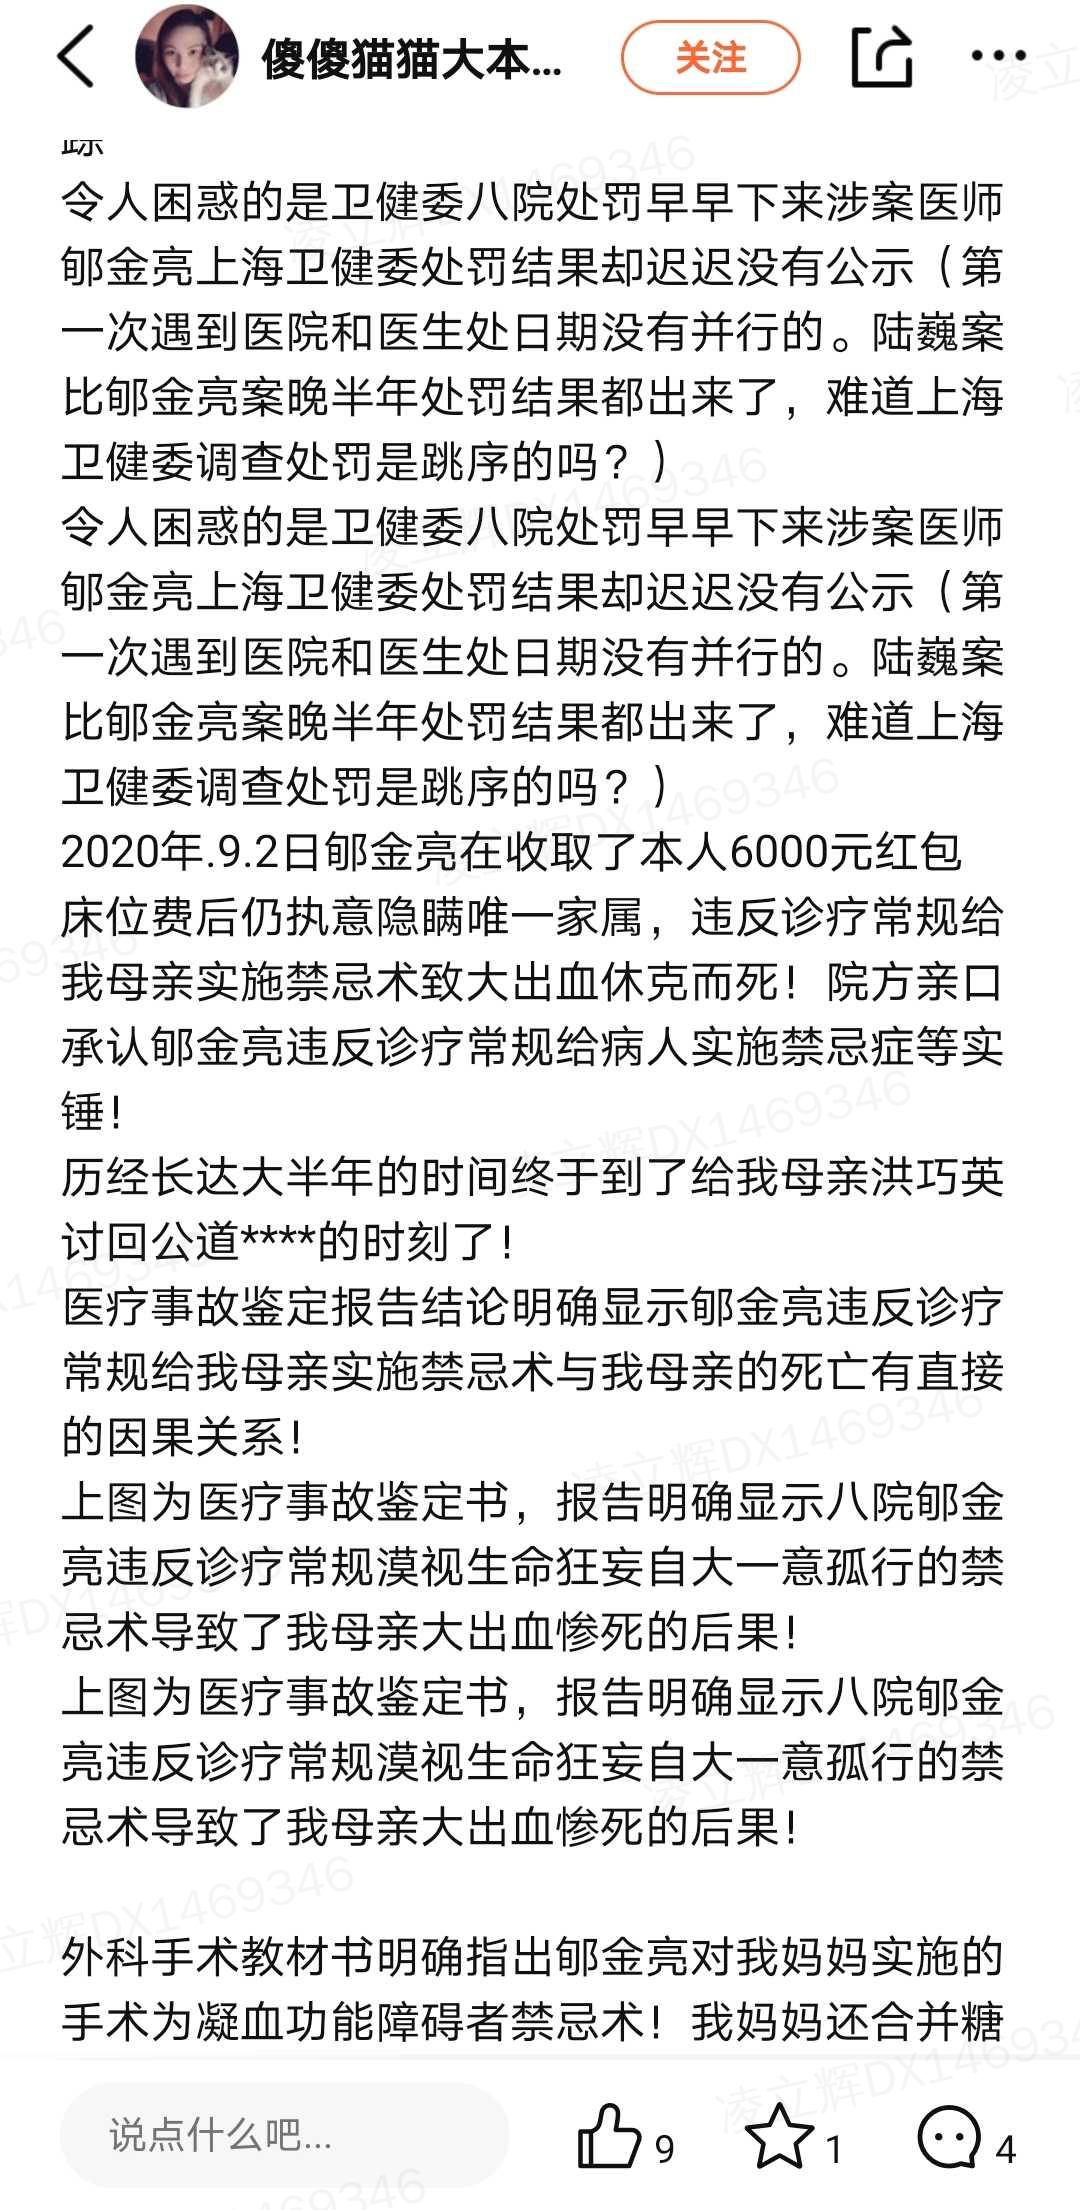 傻傻猫猫大本...
关注
令人困惑的是卫健委八院处罚早早下来涉案医师
郇金亮上海卫健委处罚结果却迟迟没有公示（第
一次遇到医院和医生处日期没有并行的。陆巍案
比郇金亮案晚半年处罚结果都出来了，难道上海
卫健委调查处罚是跳序的吗？）
令人困惑的是卫健委八院处罚早早下来涉案医师
郇金亮上海卫健委处罚结果却迟迟没有公示（第
一次遇到医院和医生处日期没有并行的。陆巍案
比郇金亮案晚半年处罚结果都出来了，难道上海
卫健委调查处罚是跳序的吗？）
2020年.9.2日郇金亮在收取了本人6000元红包
床位费后仍执意隐瞒唯一家属，违反诊疗常规给
我母亲实施禁忌术致大出血休克而死！院方亲口
承认郇金亮违反诊疗常规给病人实施禁忌症等实
锤！
历经长达大半年的时间终于到了给我母亲洪巧英
讨回公道****的时刻了！
医疗事故鉴定报告结论明确显示郇金亮违反诊疗
常规给我母亲实施禁忌术与我母亲的死亡有直接
的因果关系！
上图为医疗事故鉴定书，报告明确显示八院郇金
亮违反诊疗常规漠视生命狂妄自大一意孤行的禁
忌术导致了我母亲大出血惨死的后果！
上图为医疗事故鉴定书，报告明确显示八院郇金
亮违反诊疗常规漠视生命狂妄自大一意孤行的禁
忌术导致了我母亲大出血惨死的后果！
外科手术教材书明确指出郇金亮对我妈妈实施的
手术为凝血功能障碍者禁忌术！我妈妈还合并糖
说点什么吧...
9
1
4
凌立辉DX1469346